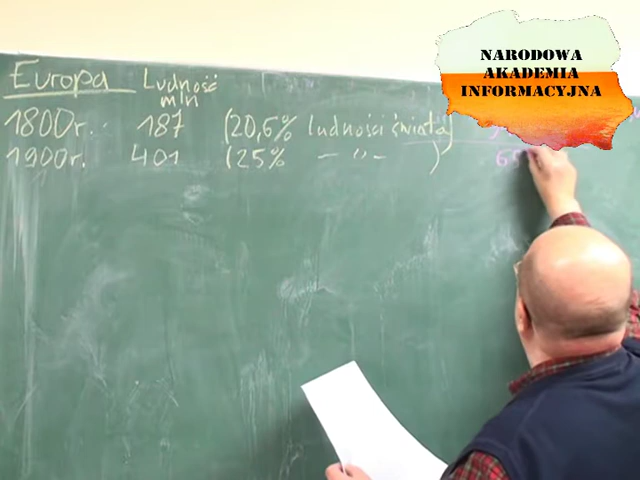 NARODOWA
AKADEMIA
INFORMACYJNA
Europa Ludność
mln
1800r. 187 (20,6% ludności świata)
1900r. 401 (25% - " - )